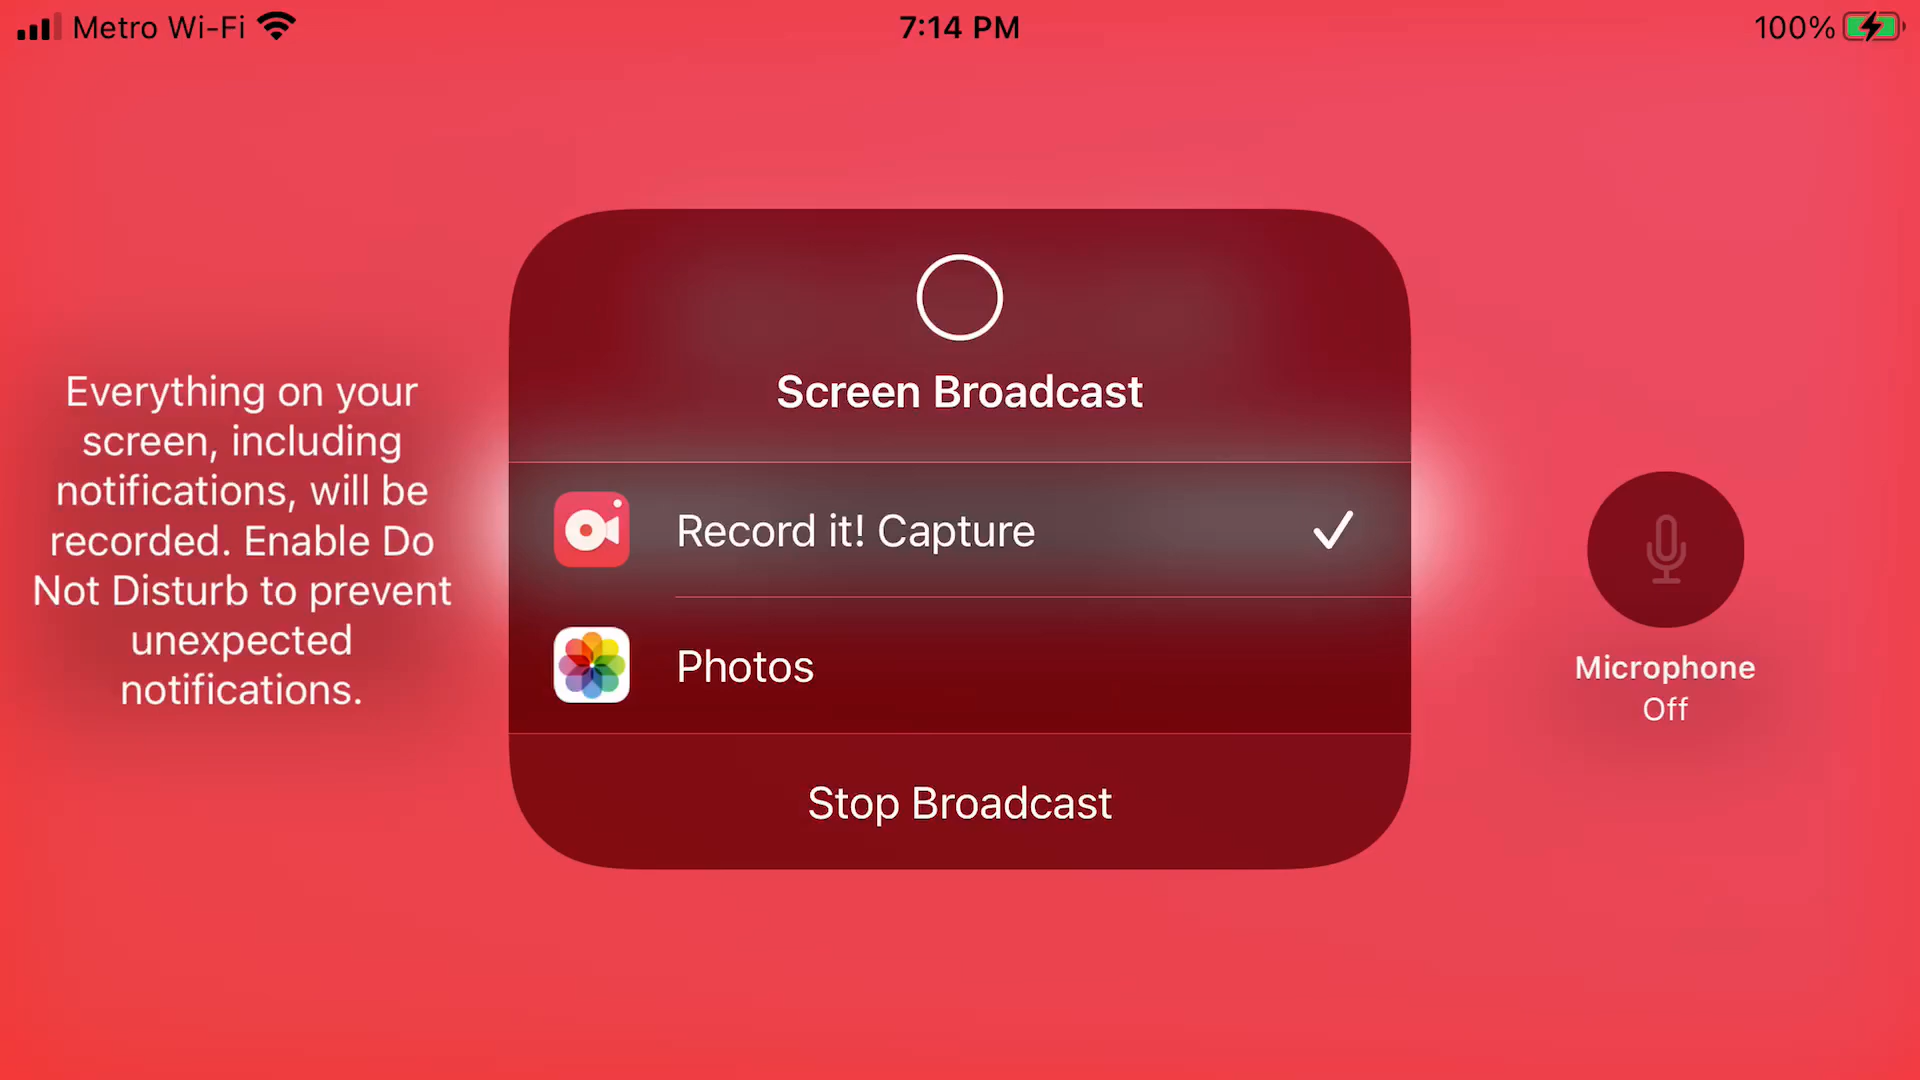 Metro Wi-Fi
7:14 PM
100%
Everything on your
screen, including
notifications, will be
recorded. Enable Do
Not Disturb to prevent
unexpected
notifications.
Screen Broadcast
Record it! Capture
Photos
Stop Broadcast
Microphone
Off